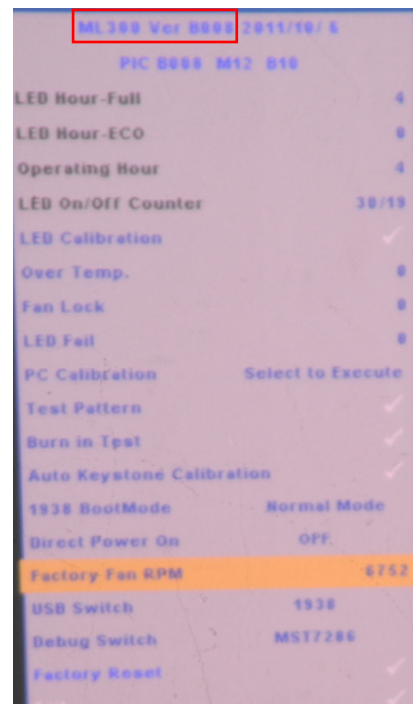 ML300 Ver B008 2011/10/ 6
PIC B008 M12 B10
LED Hour-Full 4
LED Hour-ECO 0
Operating Hour 4
LED On/Off Counter 30/19
LED Calibration ✓
Over Temp. 0
Fan Lock 0
LED Fail 0
PC Calibration Select to Execute
Test Pattern ✓
Burn in Test ✓
Auto Keystone Calibration ✓
1938 BootMode Normal Mode
Direct Power On OFF.
Factory Fan RPM 6752
USB Switch 1938
Debug Switch MST7286
Factory Reset ✓